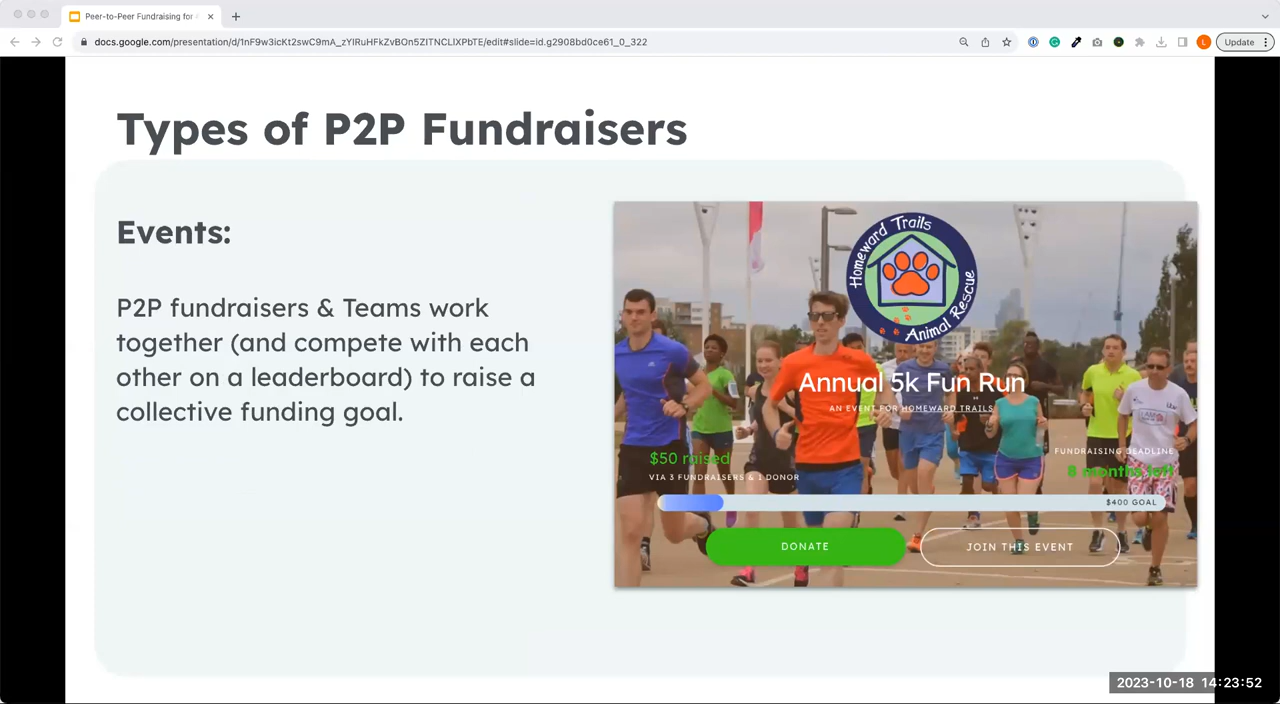 Peer-to-Peer Fundraising for
docs.google.com/presentation/d/1nF9w3icKt2swC9mA_zYlRuHFkZvBOn5ZITNCLlXPbTE/edit#slide=id.g2908bd0ce61_0_322
Update
Types of P2P Fundraisers
Events:
P2P fundraisers & Teams work
together (and compete with each
other on a leaderboard) to raise a
collective funding goal.
Homeward Trails
Animal Rescue
Annual 5k Fun Run
AN EVENT FOR HOMEWARD TRAILS
$50 raised
VIA 3 FUNDRAISERS & 1 DONOR
FUNDRAISING DEADLINE
8 months left
$400 GOAL
DONATE
JOIN THIS EVENT
2023-10-18 14:23:52